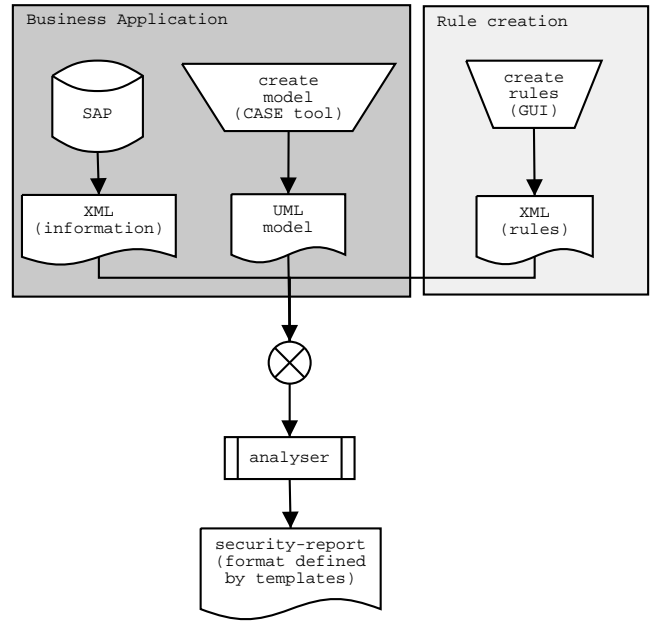 Business Application
Rule creation
SAP
create
model
(CASE tool)
create
rules
(GUI)
XML
(information)
UML
model
XML
(rules)
analyser
security-report
(format defined
by templates)